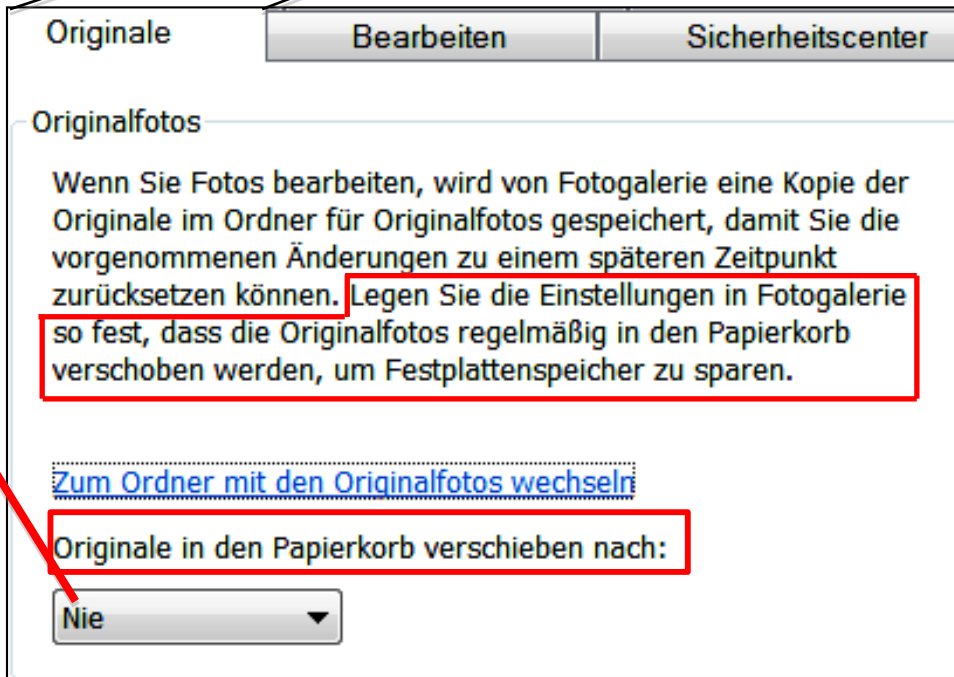 Originale Bearbeiten Sicherheitscenter
Originalfotos
Wenn Sie Fotos bearbeiten, wird von Fotogalerie eine Kopie der
Originale im Ordner für Originalfotos gespeichert, damit Sie die
vorgenommenen Änderungen zu einem späteren Zeitpunkt
zurücksetzen können. Legen Sie die Einstellungen in Fotogalerie
so fest, dass die Originalfotos regelmäßig in den Papierkorb
verschoben werden, um Festplattenspeicher zu sparen.
Zum Ordner mit den Originalfotos wechseln
Originale in den Papierkorb verschieben nach:
Nie